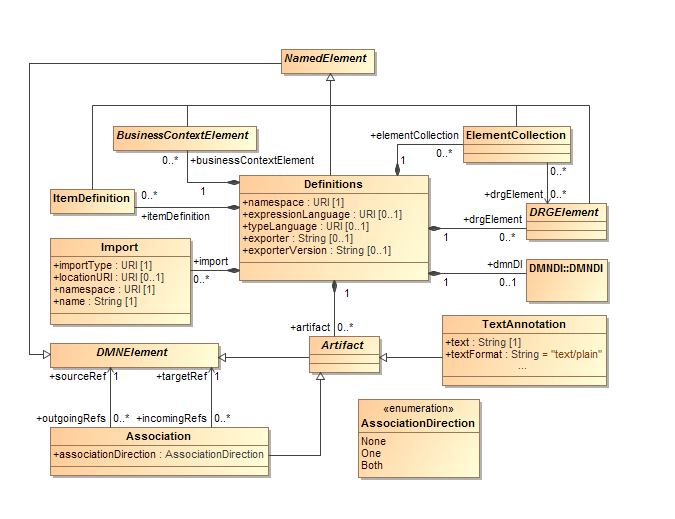 NamedElement
BusinessContextElement
0..*
+businessContextElement
1
+elementCollection
0..*
1
ElementCollection
0..*
+drgElement
0..*
ItemDefinition
0..*
+itemDefinition
Definitions
+namespace : URI [1]
+expressionLanguage : URI [0..1]
+typeLanguage : URI [0..1]
+exporter : String [0..1]
+exporterVersion : String [0..1]
+drgElement
1
0..*
DRGElement
Import
+importType : URI [1]
+locationURI : URI [0..1]
+namespace : URI [1]
+name : String [1]
+import
0..*
1
+dmnDI
1
0..1
DMNDI::DMNDI
1
+artifact
0..*
DMNElement
Artifact
TextAnnotation
+text : String [1]
+textFormat : String = "text/plain"
...
+sourceRef
1
+targetRef
1
+outgoingRefs
0..*
+incomingRefs
0..*
Association
+associationDirection : AssociationDirection
«enumeration»
AssociationDirection
None
One
Both